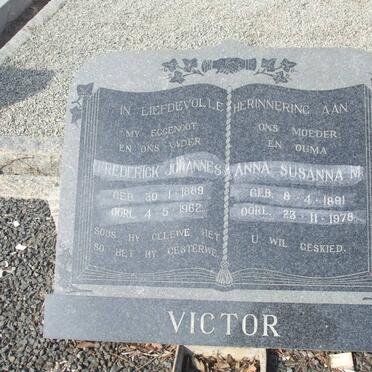 IN LIEFDEVOLLE HERINNERING AAN
MY EGGENOOT
EN ONS VADER
FREDERICK JOHANNES
GEB. 30-1-1889
OORL. 4-5-1962.
SOOS HY GELEWE HET
SO HET HY GESTERWE.
ONS MOEDER
EN OUMA
ANNA SUSANNA M.
GEB. 8-4-1891
OORL. 23-11-1978.
U WIL GESKIED.
VICTOR